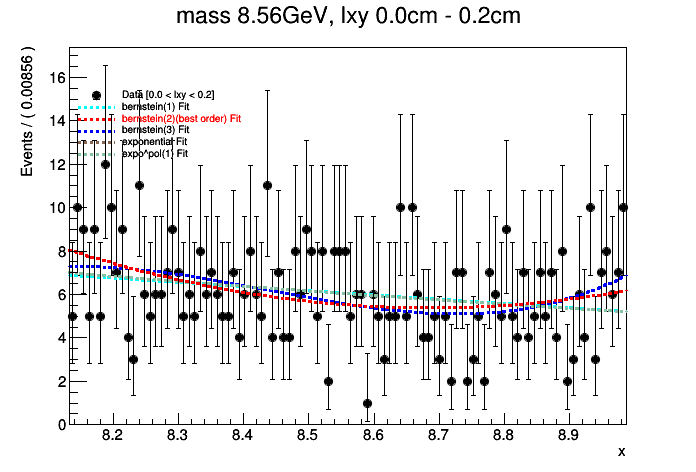 mass 8.56GeV, lxy 0.0cm - 0.2cm
Events / ( 0.00856 )
16
14
12
10
8
6
4
2
0
Data [0.0 < lxy < 0.2]
bernstein(1) Fit
bernstein(2)(best order) Fit
bernstein(3) Fit
exponential Fit
expo*pol(1) Fit
8.2 8.3 8.4 8.5 8.6 8.7 8.8 8.9
x